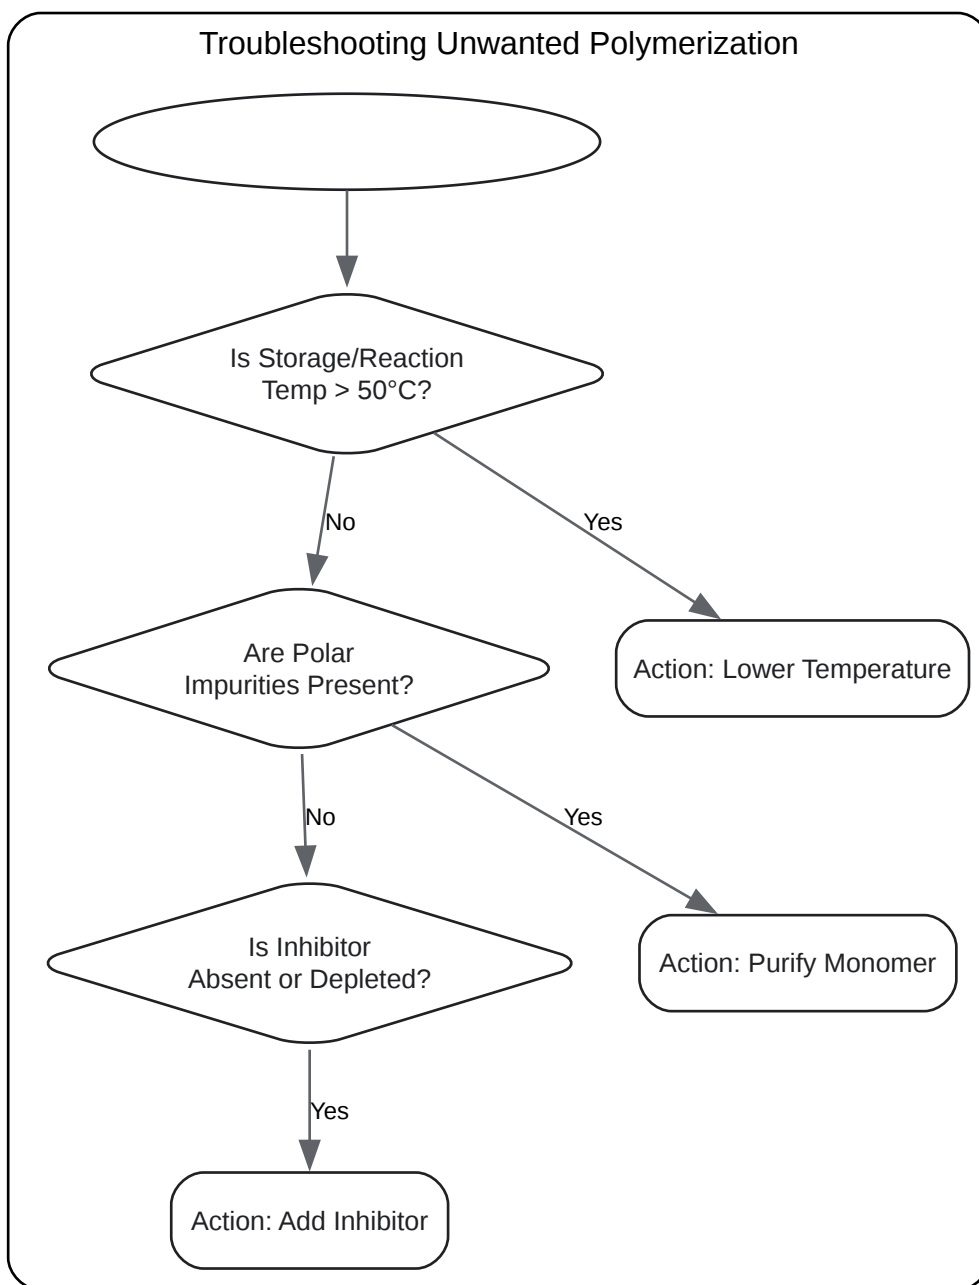 Troubleshooting Unwanted Polymerization
Is Storage/Reaction
Temp > 50°C?
No
Yes
Are Polar
Impurities Present?
Action: Lower Temperature
No
Yes
Is Inhibitor
Absent or Depleted?
Action: Purify Monomer
Yes
Action: Add Inhibitor